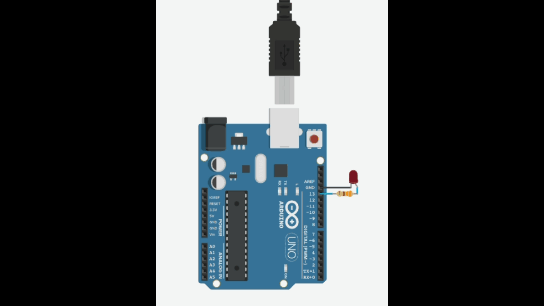 AREF
GND
13
12
~11
~10
~9
8
7
~6
~5
4
~3
2
TX→1
RX←0
DIGITAL (PWM~)
L
TX
RX
ARDUINO
UNO
ON
IOREF
RESET
3.3V
5V
GND
GND
Vin
POWER
A0
A1
A2
A3
A4
A5
ANALOG IN